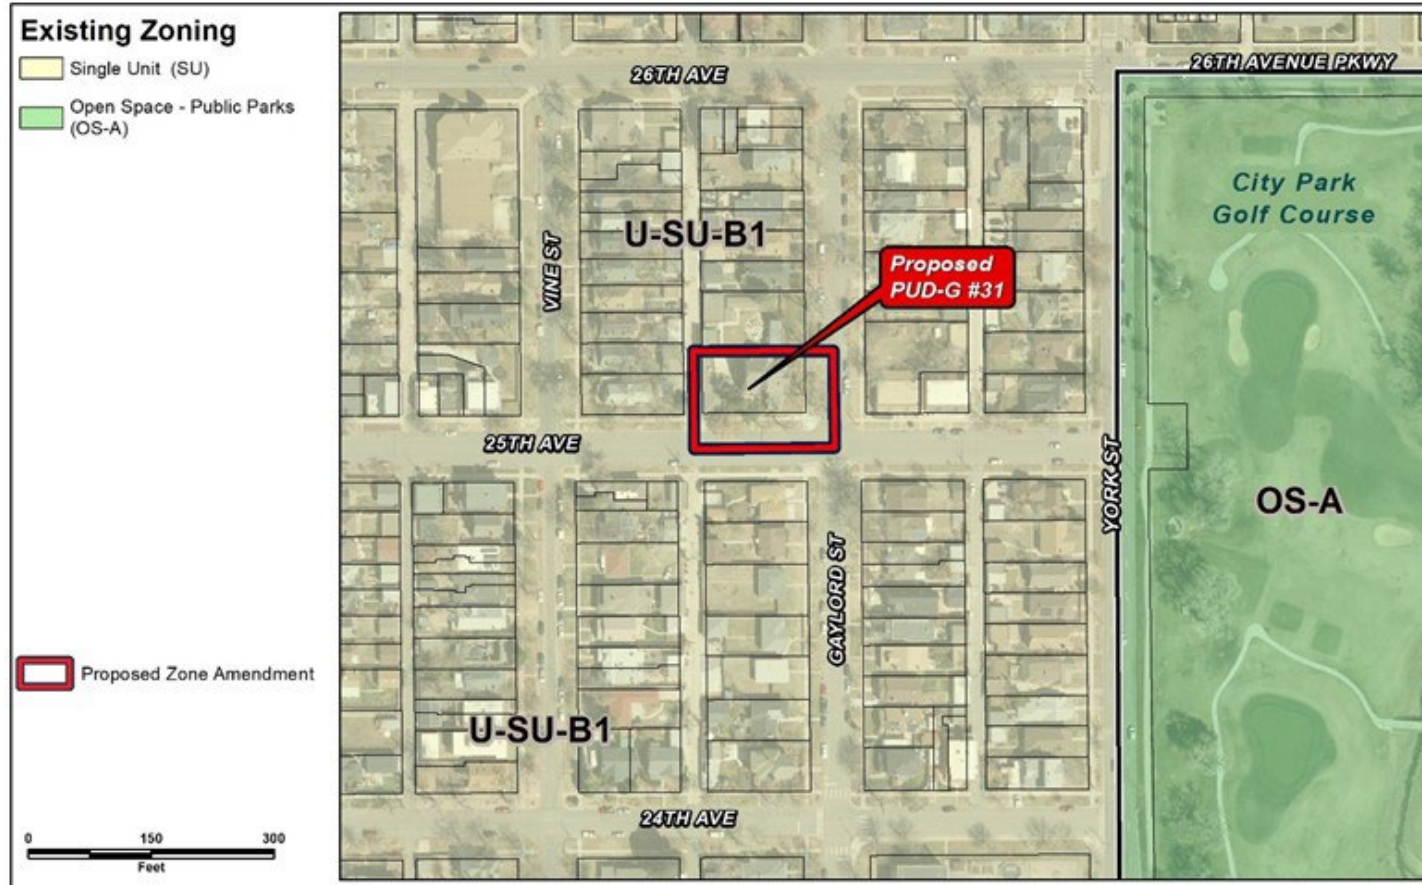 Existing Zoning
Single Unit (SU)
Open Space - Public Parks
(OS-A)
Proposed Zone Amendment
0 150 300
Feet
26TH AVE
26TH AVENUE PKWY
City Park
Golf Course
U-SU-B1
VINE ST
Proposed
PUD-G #31
25TH AVE
YORK ST
OS-A
GAYLORD ST
U-SU-B1
24TH AVE